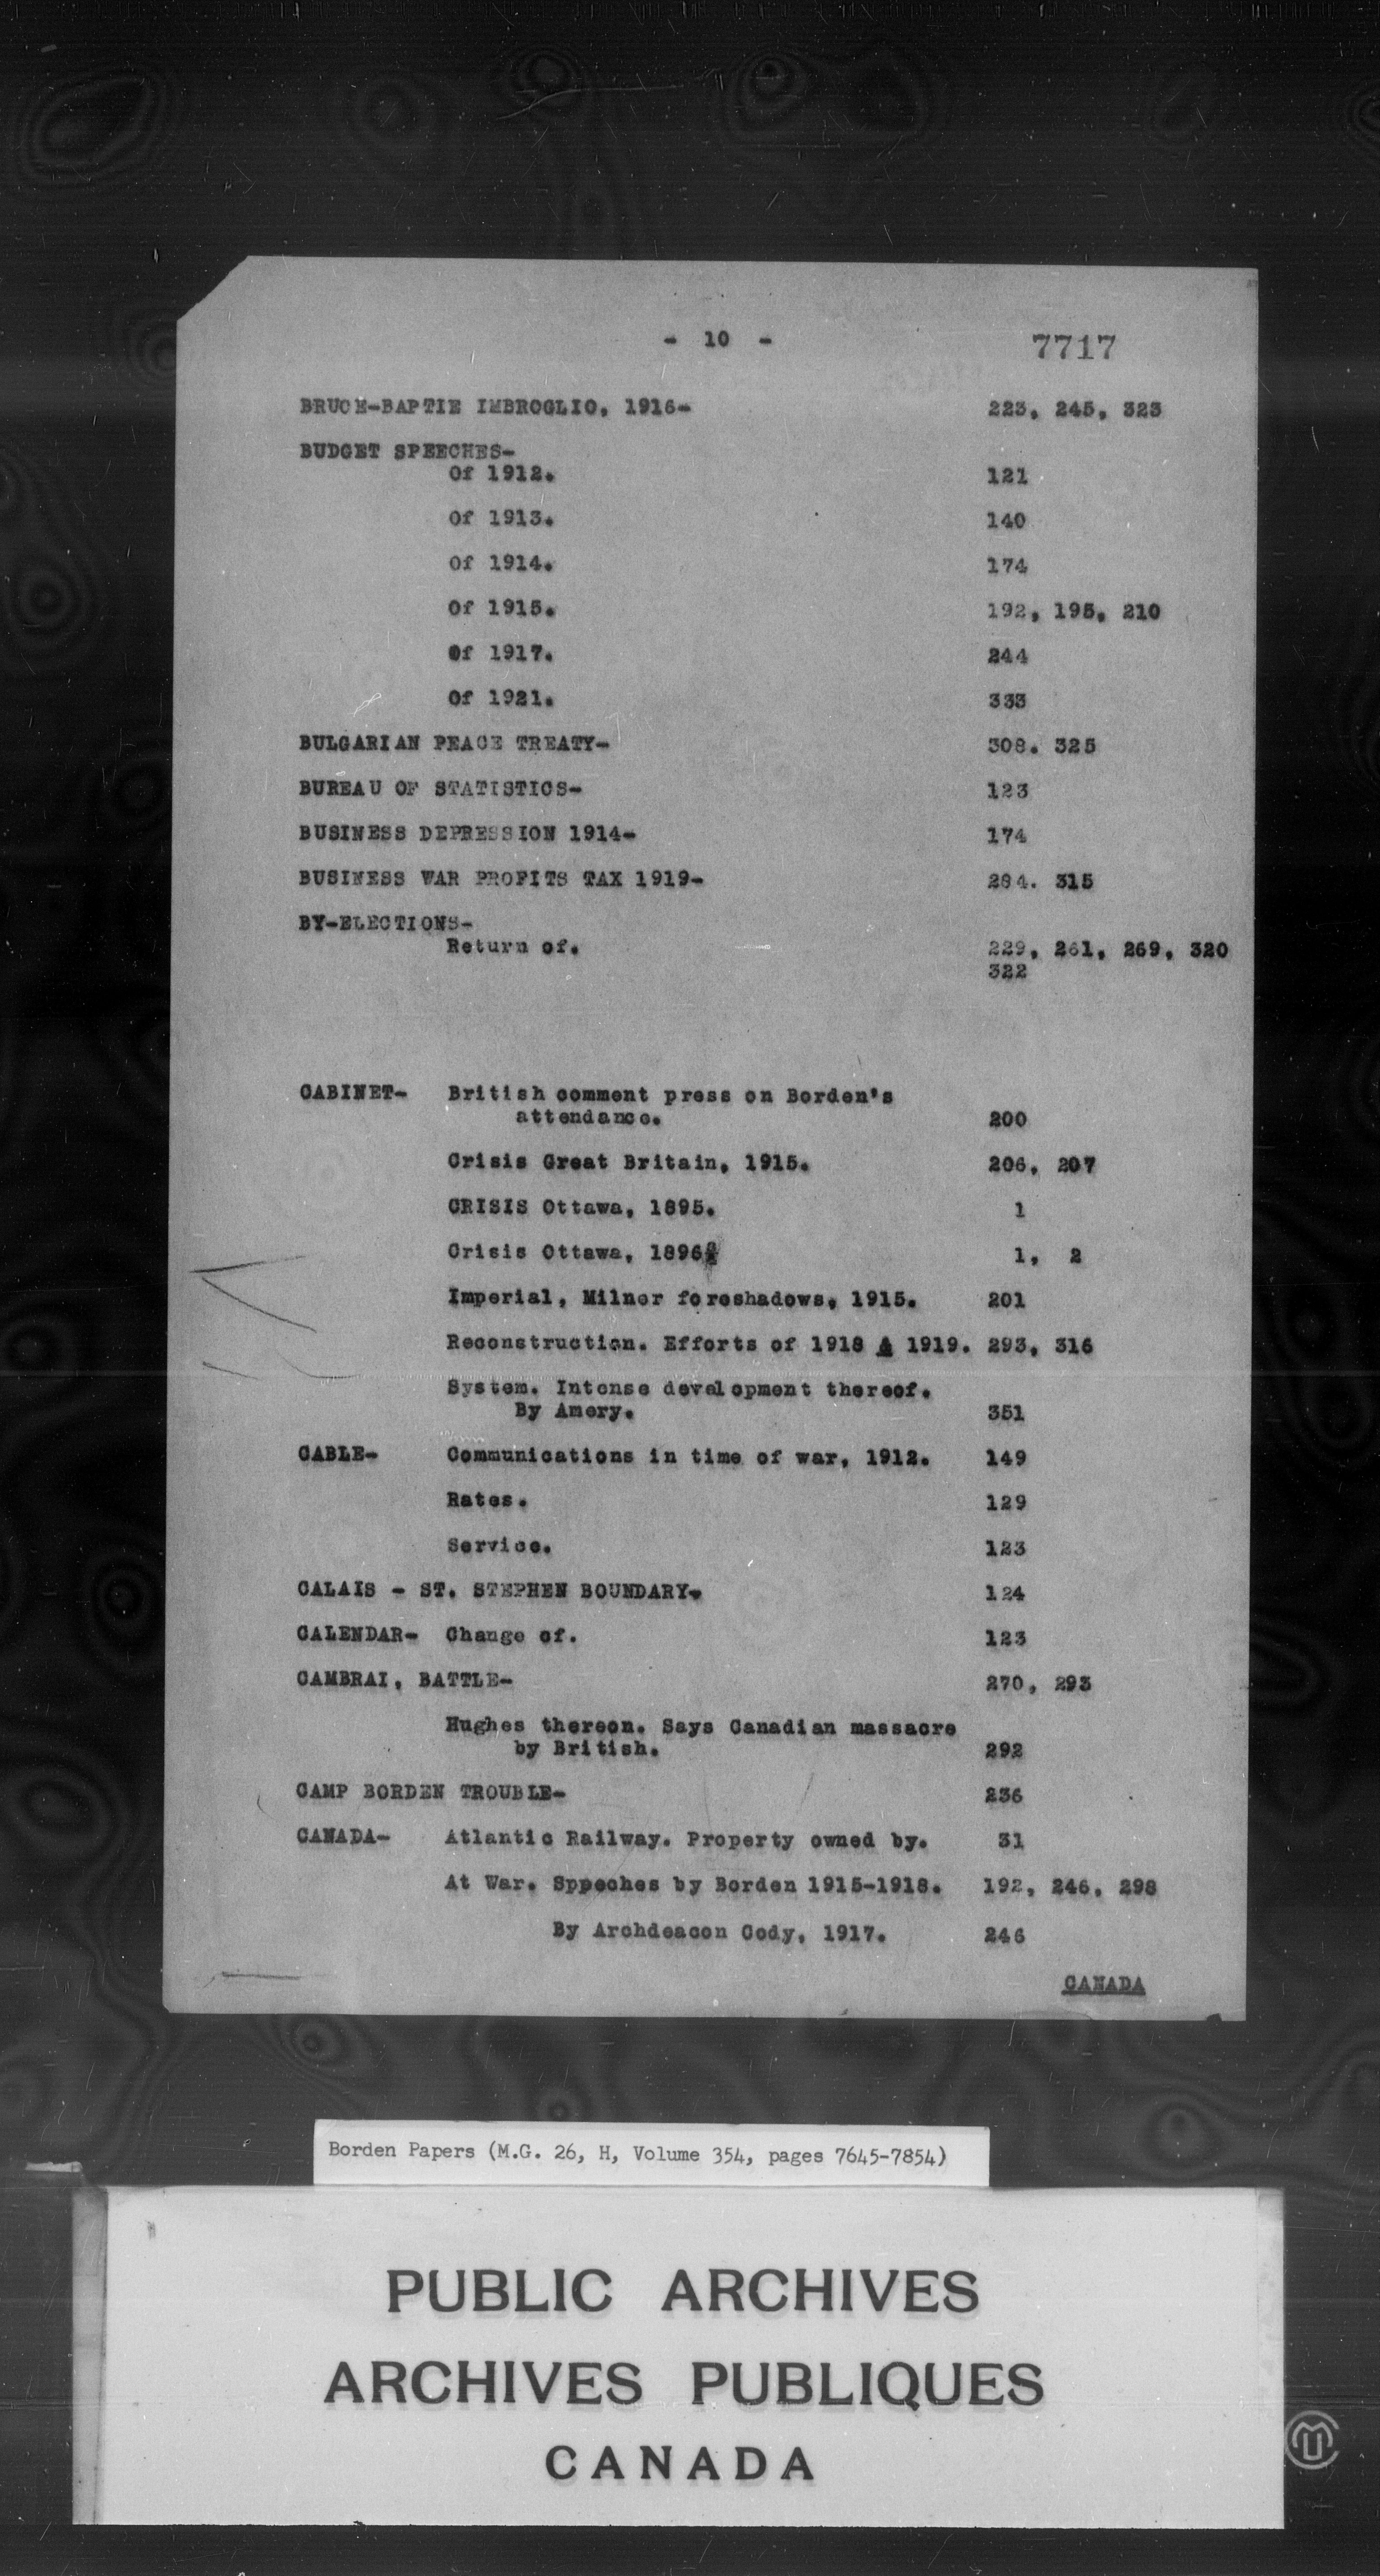 - 10 - 7717
BRUCE-BAPTIE IMBROGLIO, 1916- 223, 245, 323
BUDGET SPEECHES-
Of 1912. 121
Of 1913. 140
Of 1914. 174
Of 1915. 192, 195, 210
Of 1917. 244
Of 1921. 333
BULGARIAN PEACE TREATY- 308. 325
BUREAU OF STATISTICS- 123
BUSINESS DEPRESSION 1914- 174
BUSINESS WAR PROFITS TAX 1919- 284. 315
BY-ELECTIONS-
Return of. 229, 261, 269, 320
322
CABINET- British comment press on Borden's
attendance. 200
Crisis Great Britain, 1915. 206, 207
CRISIS Ottawa, 1895. 1
Crisis Ottawa, 1896 1, 2
Imperial, Milner foreshadows, 1915. 201
Reconstruction. Efforts of 1918 & 1919. 293, 316
System. Intense development thereof.
By Amery. 351
CABLE- Communications in time of war, 1912. 149
Rates. 129
Service. 123
CALAIS - ST. STEPHEN BOUNDARY- 124
CALENDAR- Change of. 123
CAMBRAI, BATTLE- 270, 293
Hughes thereon. Says Canadian massacre
by British. 292
CAMP BORDEN TROUBLE- 236
CANADA- Atlantic Railway. Property owned by. 31
At War. Sppeches by Borden 1915-1918. 192, 246, 298
By Archdeacon Cody, 1917. 246
CANADA
Borden Papers (M.G. 26, H, Volume 354, pages 7645-7854)
PUBLIC ARCHIVES
ARCHIVES PUBLIQUES
CANADA